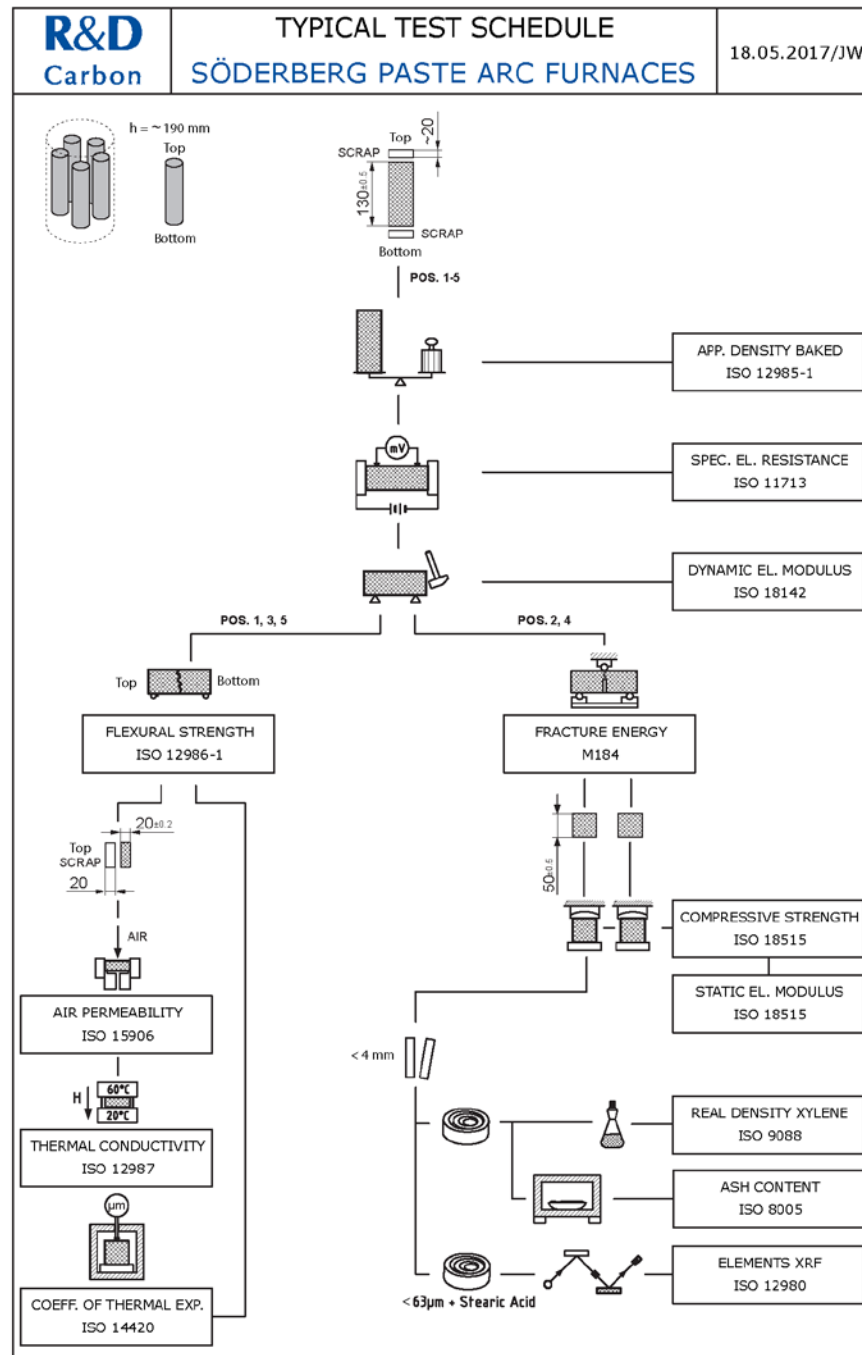 R&D
Carbon
TYPICAL TEST SCHEDULE
SÖDERBERG PASTE ARC FURNACES
18.05.2017/JW
h = ~190 mm
Top
Bottom
Top
SCRAP
~20
130±0.5
SCRAP
Bottom
POS. 1-5
APP. DENSITY BAKED
ISO 12985-1
mV
SPEC. EL. RESISTANCE
ISO 11713
DYNAMIC EL. MODULUS
ISO 18142
POS. 1, 3, 5
POS. 2, 4
Top
Bottom
FLEXURAL STRENGTH
ISO 12986-1
FRACTURE ENERGY
M184
20±0.2
Top
SCRAP
20
50±0.5
AIR
COMPRESSIVE STRENGTH
ISO 18515
STATIC EL. MODULUS
ISO 18515
AIR PERMEABILITY
ISO 15906
< 4 mm
60°C
H
20°C
THERMAL CONDUCTIVITY
ISO 12987
REAL DENSITY XYLENE
ISO 9088
ASH CONTENT
ISO 8005
µm
COEFF. OF THERMAL EXP.
ISO 14420
<63µm + Stearic Acid
ELEMENTS XRF
ISO 12980